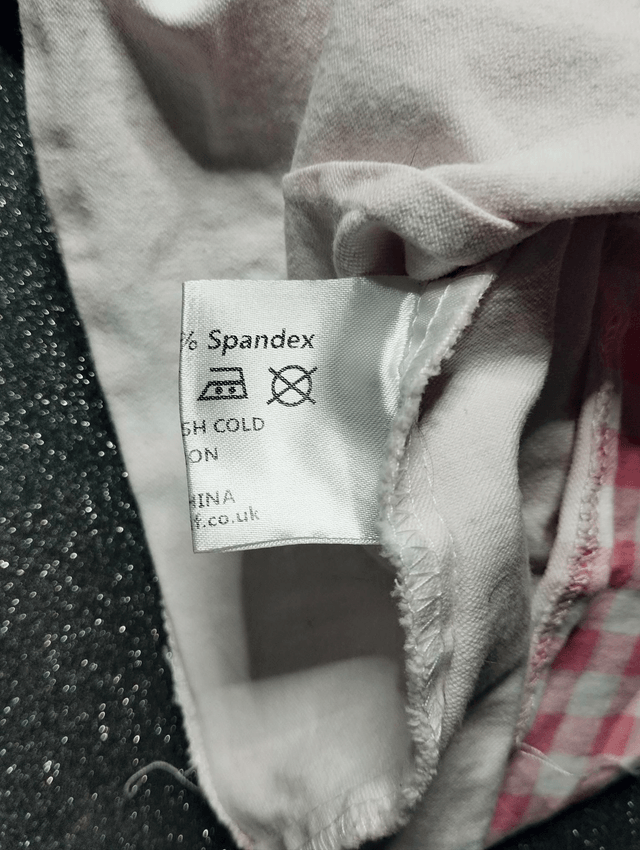 % Spandex
SH COLD
ON
HINA
f.co.uk